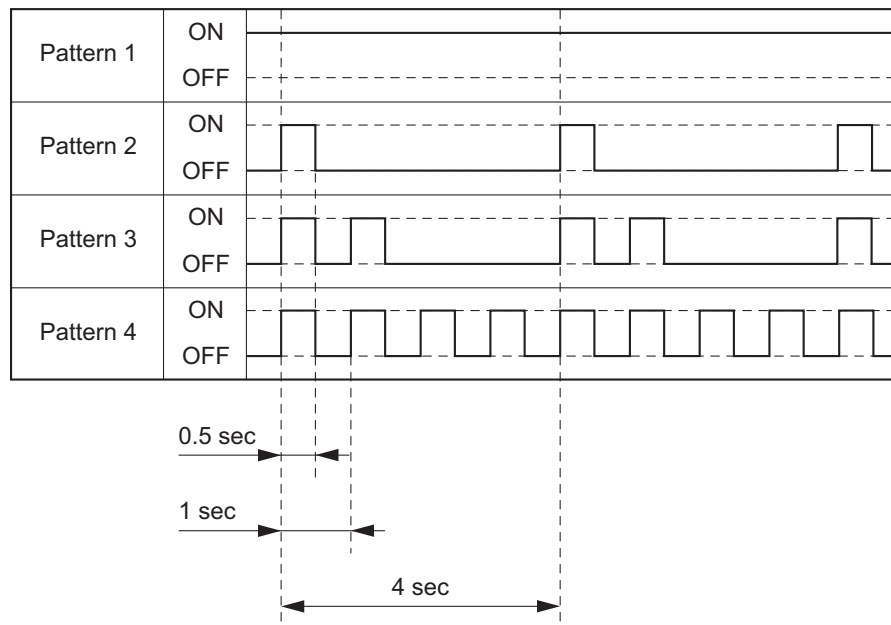 Pattern 1
ON
OFF
Pattern 2
ON
OFF
Pattern 3
ON
OFF
Pattern 4
ON
OFF
0.5 sec
1 sec
4 sec